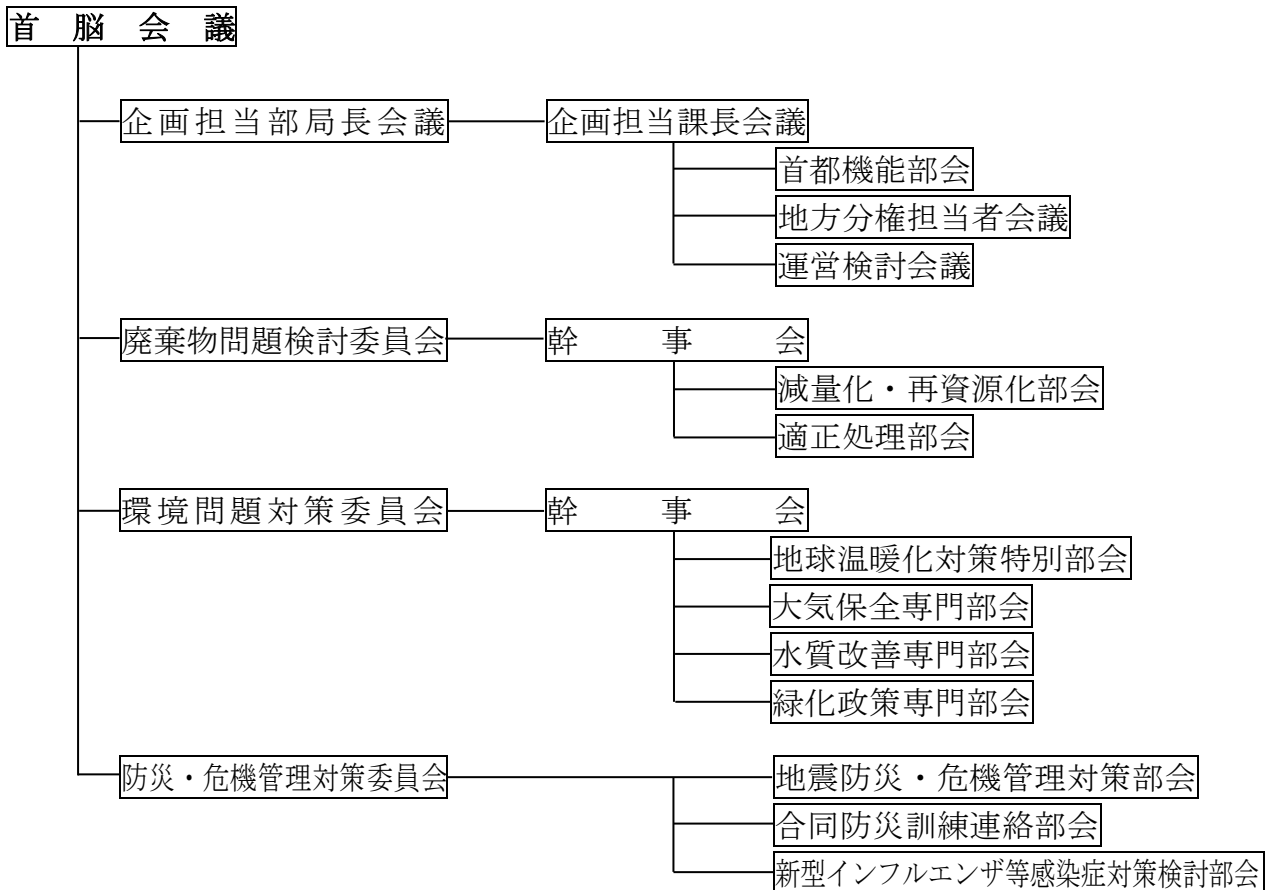 首脳会議
企画担当部局長会議
企画担当課長会議
首都機能部会
地方分権担当者会議
運営検討会議
廃棄物問題検討委員会
幹事会
減量化・再資源化部会
適正処理部会
環境問題対策委員会
幹事会
地球温暖化対策特別部会
大気保全専門部会
水質改善専門部会
緑化政策専門部会
防災・危機管理対策委員会
地震防災・危機管理対策部会
合同防災訓練連絡部会
新型インフルエンザ等感染症対策検討部会